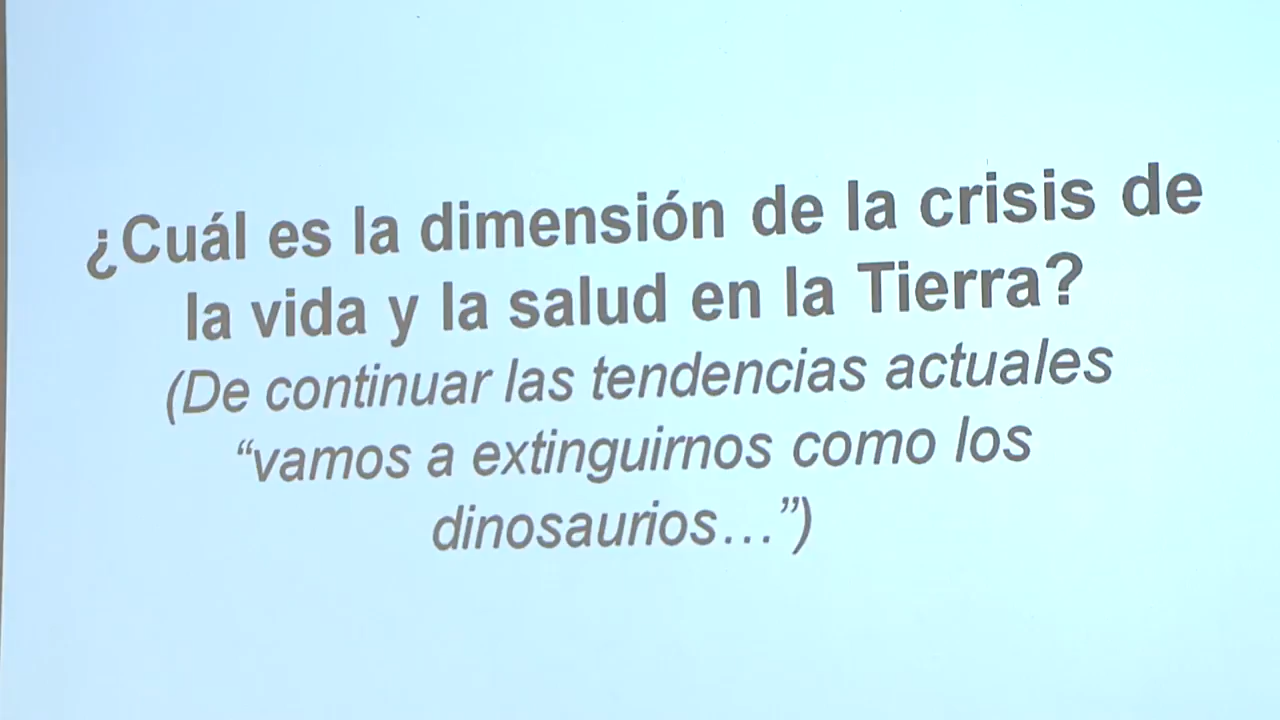 ¿Cuál es la dimensión de la crisis de
la vida y la salud en la Tierra?
(De continuar las tendencias actuales
“vamos a extinguirnos como los
dinosaurios…”)